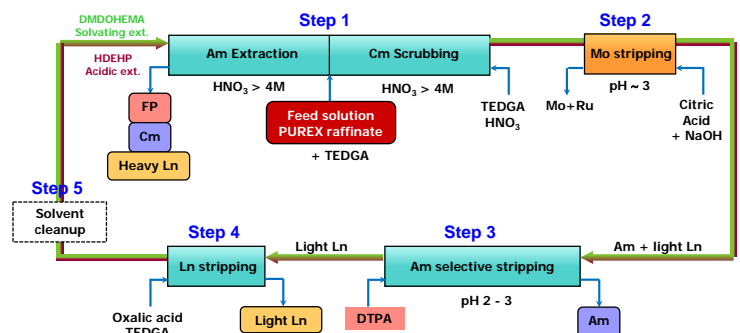 Step 1
Step 2
DMDOHEMA
Solvating ext.
HDEHP
Acidic ext.
Am Extraction
Cm Scrubbing
Mo stripping
HNO3 > 4M
HNO3 > 4M
pH ~ 3
FP
Cm
Heavy Ln
Feed solution
PUREX raffinate
+ TEDGA
TEDGA
HNO3
Mo+Ru
Citric
Acid
+ NaOH
Step 5
Solvent
cleanup
Step 4
Light Ln
Step 3
Am + light Ln
Ln stripping
Am selective stripping
pH 2 - 3
Oxalic acid
TEDGA
Light Ln
DTPA
Am